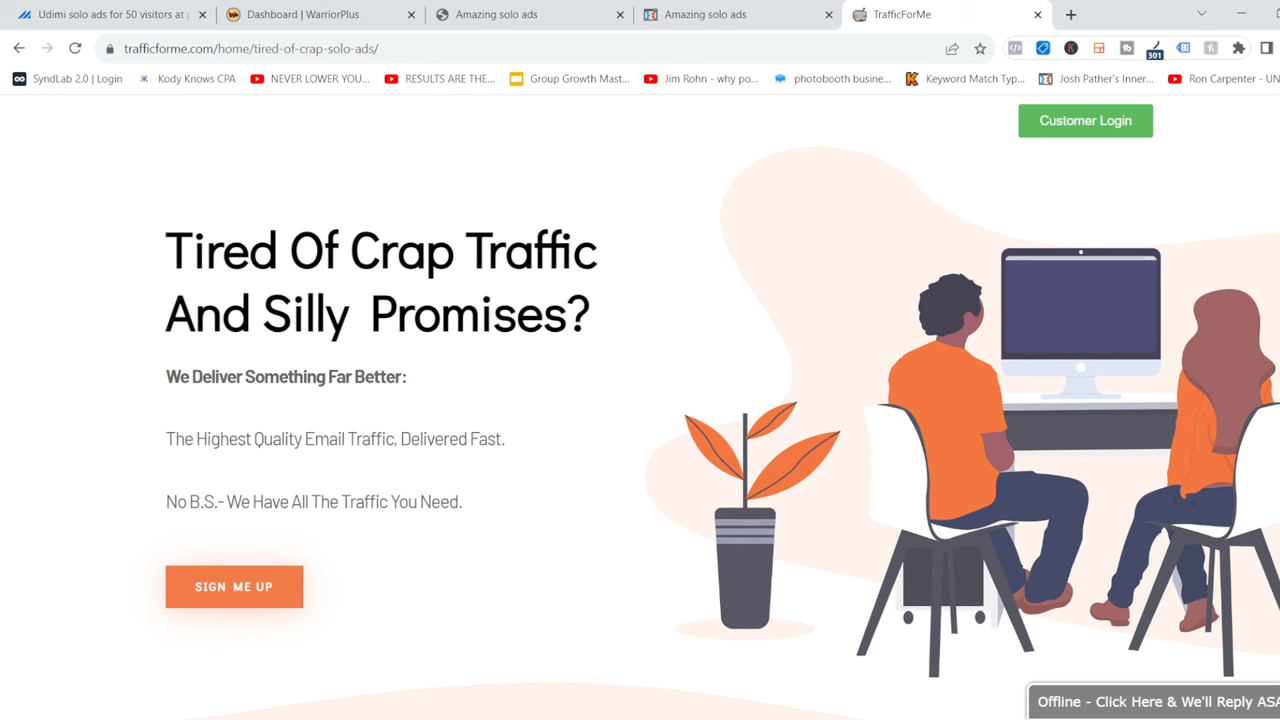 Udimi solo ads for 50 visitors at
Dashboard | WarriorPlus
Amazing solo ads
Amazing solo ads
TrafficForMe
trafficforme.com/home/tired-of-crap-solo-ads/
301
SyndLab 2.0 | Login
Kody Knows CPA
NEVER LOWER YOU...
RESULTS ARE THE...
Group Growth Mast...
Jim Rohn - why po...
photobooth busine...
Keyword Match Typ...
Josh Pather's Inner...
Ron Carpenter - UN
Customer Login
Tired Of Crap Traffic
And Silly Promises?
We Deliver Something Far Better:
The Highest Quality Email Traffic, Delivered Fast.
No B.S.- We Have All The Traffic You Need.
SIGN ME UP
Offline - Click Here & We'll Reply ASA